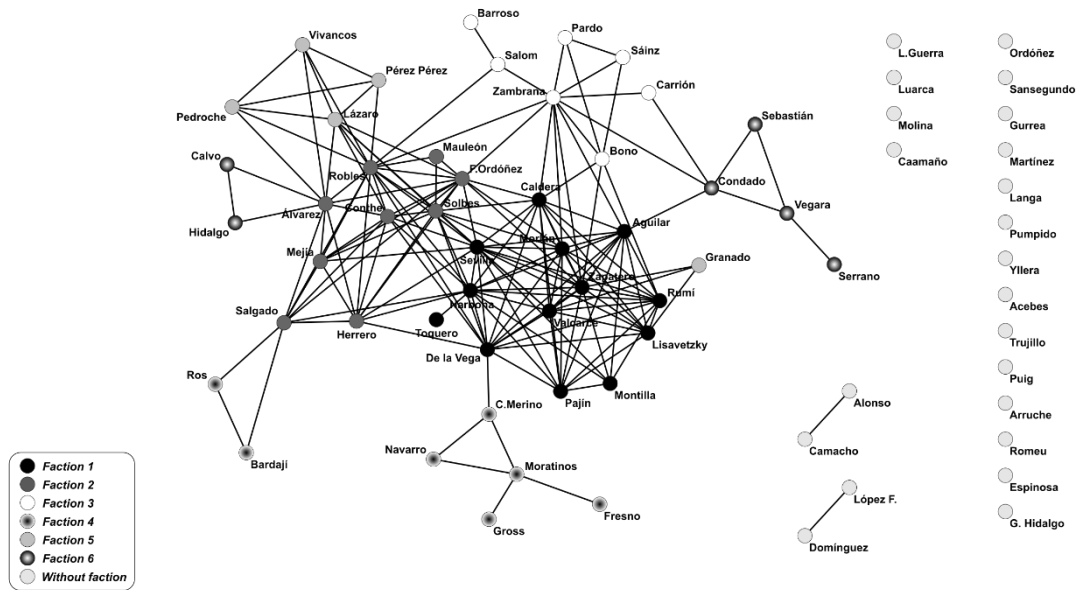 Barroso
Pardo
Vivancos
L.Guerra
Ordóñez
Salom
Sáinz
Pérez Pérez
Zambrana
Carrión
Luarca
Sansegundo
Pedroche
Lázaro
Sebastián
Molina
Gurrea
Mauleón
Calvo
Robles
F.Ordóñez
Bono
Condado
Caamaño
Martínez
Caldera
Álvarez
Conthe
Solbes
Aguilar
Vegara
Langa
Hidalgo
Morlán
Pumpido
Mejía
Sevilla
Granado
Zapatero
Serrano
Yllera
Narbona
Rumí
Salgado
Herrero
Toquero
Valcarce
Acebes
De la Vega
Lisavetzky
Trujillo
Ros
Pajín
Montilla
Puig
C.Merino
Alonso
Arruche
Navarro
Camacho
Romeu
Bardají
Moratinos
Espinosa
López F.
Fresno
Gross
G. Hidalgo
Domínguez
Faction 1
Faction 2
Faction 3
Faction 4
Faction 5
Faction 6
Without faction